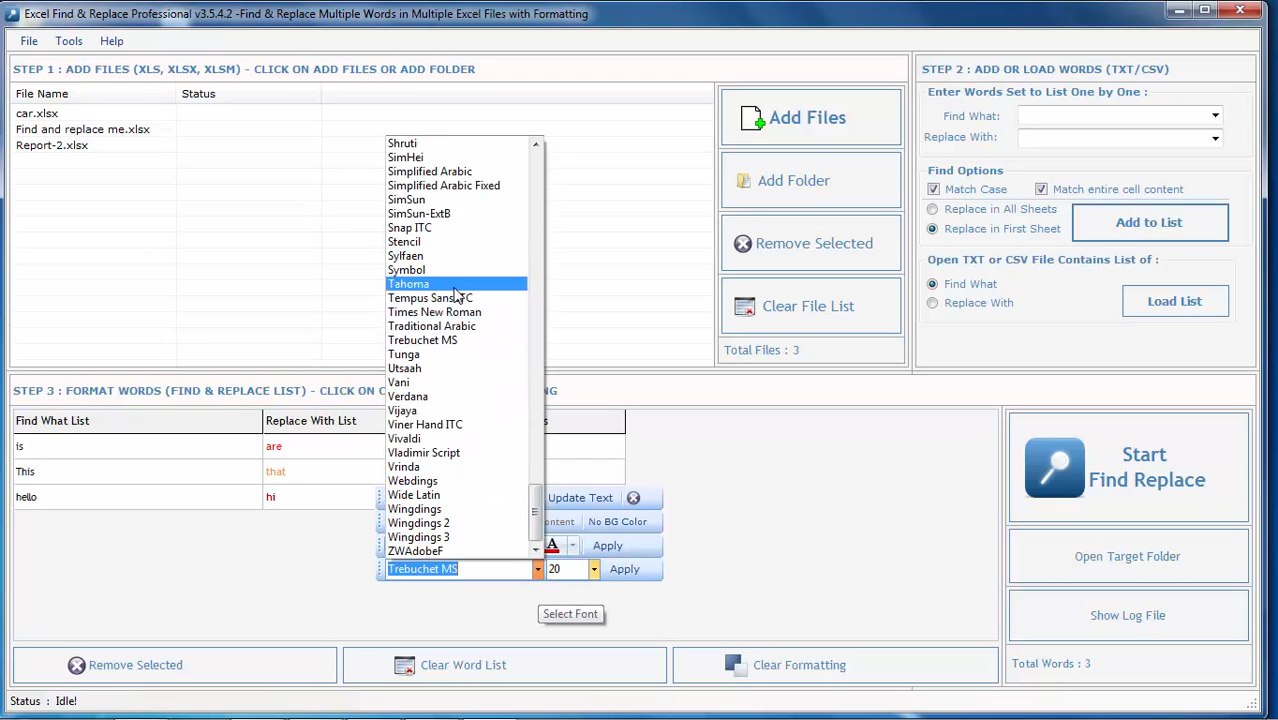 Excel Find & Replace Professional v3.5.4.2 -Find & Replace Multiple Words in Multiple Excel Files with Formatting
File Tools Help
STEP 1 : ADD FILES (XLS, XLSX, XLSM) - CLICK ON ADD FILES OR ADD FOLDER
File Name Status
car.xlsx
Find and replace me.xlsx
Report-2.xlsx
Add Files
Add Folder
Remove Selected
Clear File List
Total Files : 3
STEP 2 : ADD OR LOAD WORDS (TXT/CSV)
Enter Words Set to List One by One :
Find What:
Replace With:
Find Options
Match Case Match entire cell content
Replace in All Sheets
Replace in First Sheet
Add to List
Open TXT or CSV File Contains List of :
Find What
Replace With
Load List
Shruti
SimHei
Simplified Arabic
Simplified Arabic Fixed
SimSun
SimSun-ExtB
Snap ITC
Stencil
Sylfaen
Symbol
Tahoma
Tempus Sans ITC
Times New Roman
Traditional Arabic
Trebuchet MS
Tunga
Utsaah
Vani
Verdana
Vijaya
Viner Hand ITC
Vivaldi
Vladimir Script
Vrinda
Webdings
Wide Latin
Wingdings
Wingdings 2
Wingdings 3
ZWAdobeF
STEP 3 : FORMAT WORDS (FIND & REPLACE LIST) - CLICK ON
Find What List Replace With List
is are
This that
hello hi
Update Text
No BG Color
A Apply
Trebuchet MS 20 Apply
Select Font
Start
Find Replace
Open Target Folder
Show Log File
Total Words : 3
Remove Selected Clear Word List Clear Formatting
Status : Idle!